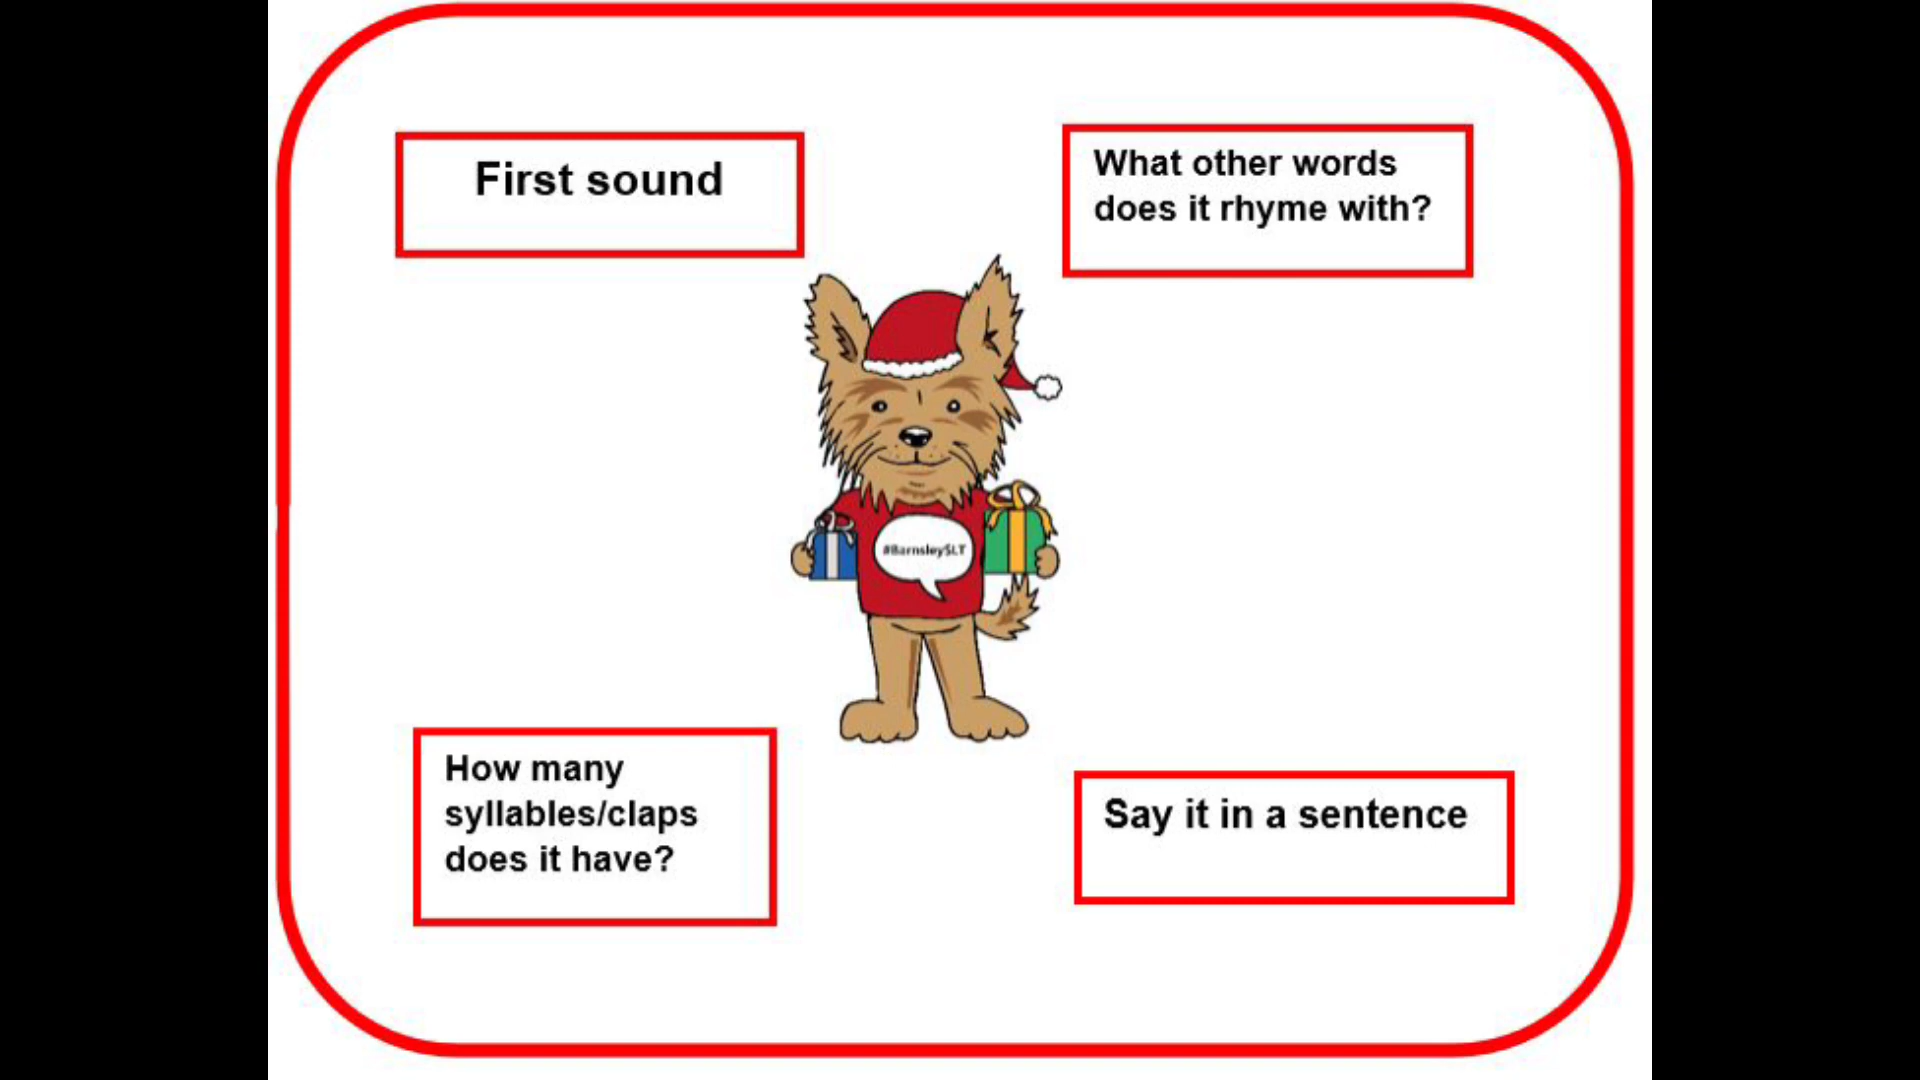 First sound
What other words
does it rhyme with?
#BarnsleySLT
How many
syllables/claps
does it have?
Say it in a sentence